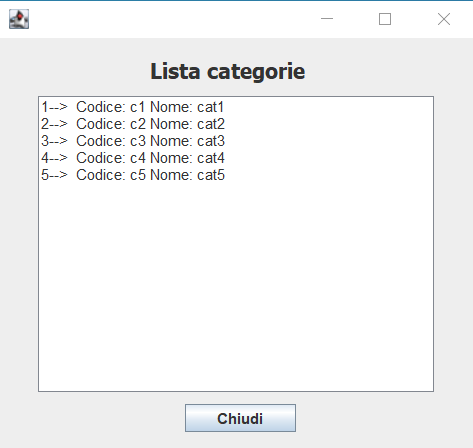 Lista categorie
1--> Codice: c1 Nome: cat1
2--> Codice: c2 Nome: cat2
3--> Codice: c3 Nome: cat3
4--> Codice: c4 Nome: cat4
5--> Codice: c5 Nome: cat5
Chiudi